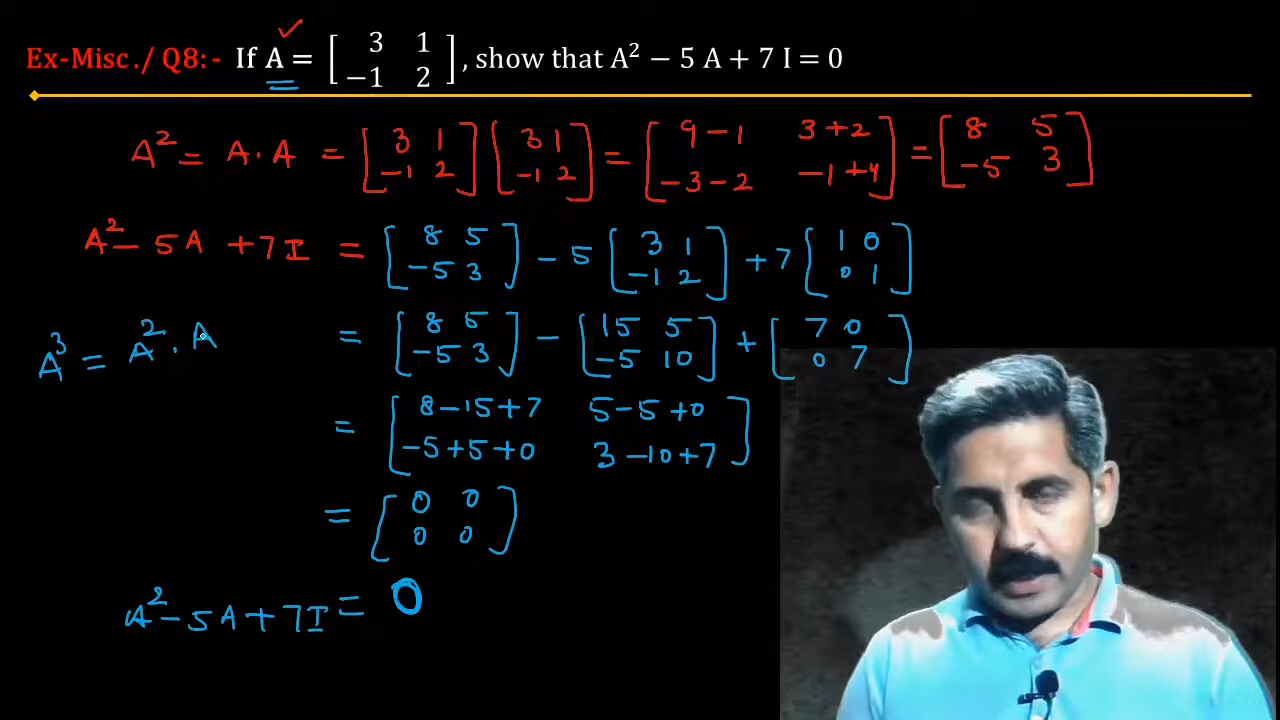 Ex-Misc./ Q8:- If A = [ 3 1 −1 2 ], show that A² − 5 A + 7 I = 0
A² = A . A = [ 3 1 −1 2 ] [ 3 1 −1 2 ] = [ 9 − 1 3 + 2 −3 − 2 −1 + 4 ] = [ 8 5 −5 3 ]
A² − 5A + 7I = [ 8 5 −5 3 ] − 5 [ 3 1 −1 2 ] + 7 [ 1 0 0 1 ]
A³ = A² . A = [ 8 5 −5 3 ] − [ 15 5 −5 10 ] + [ 7 0 0 7 ]
= [ 8 − 15 + 7 5 − 5 + 0 −5 + 5 + 0 3 − 10 + 7 ]
= [ 0 0 0 0 ]
A² − 5A + 7I = 0